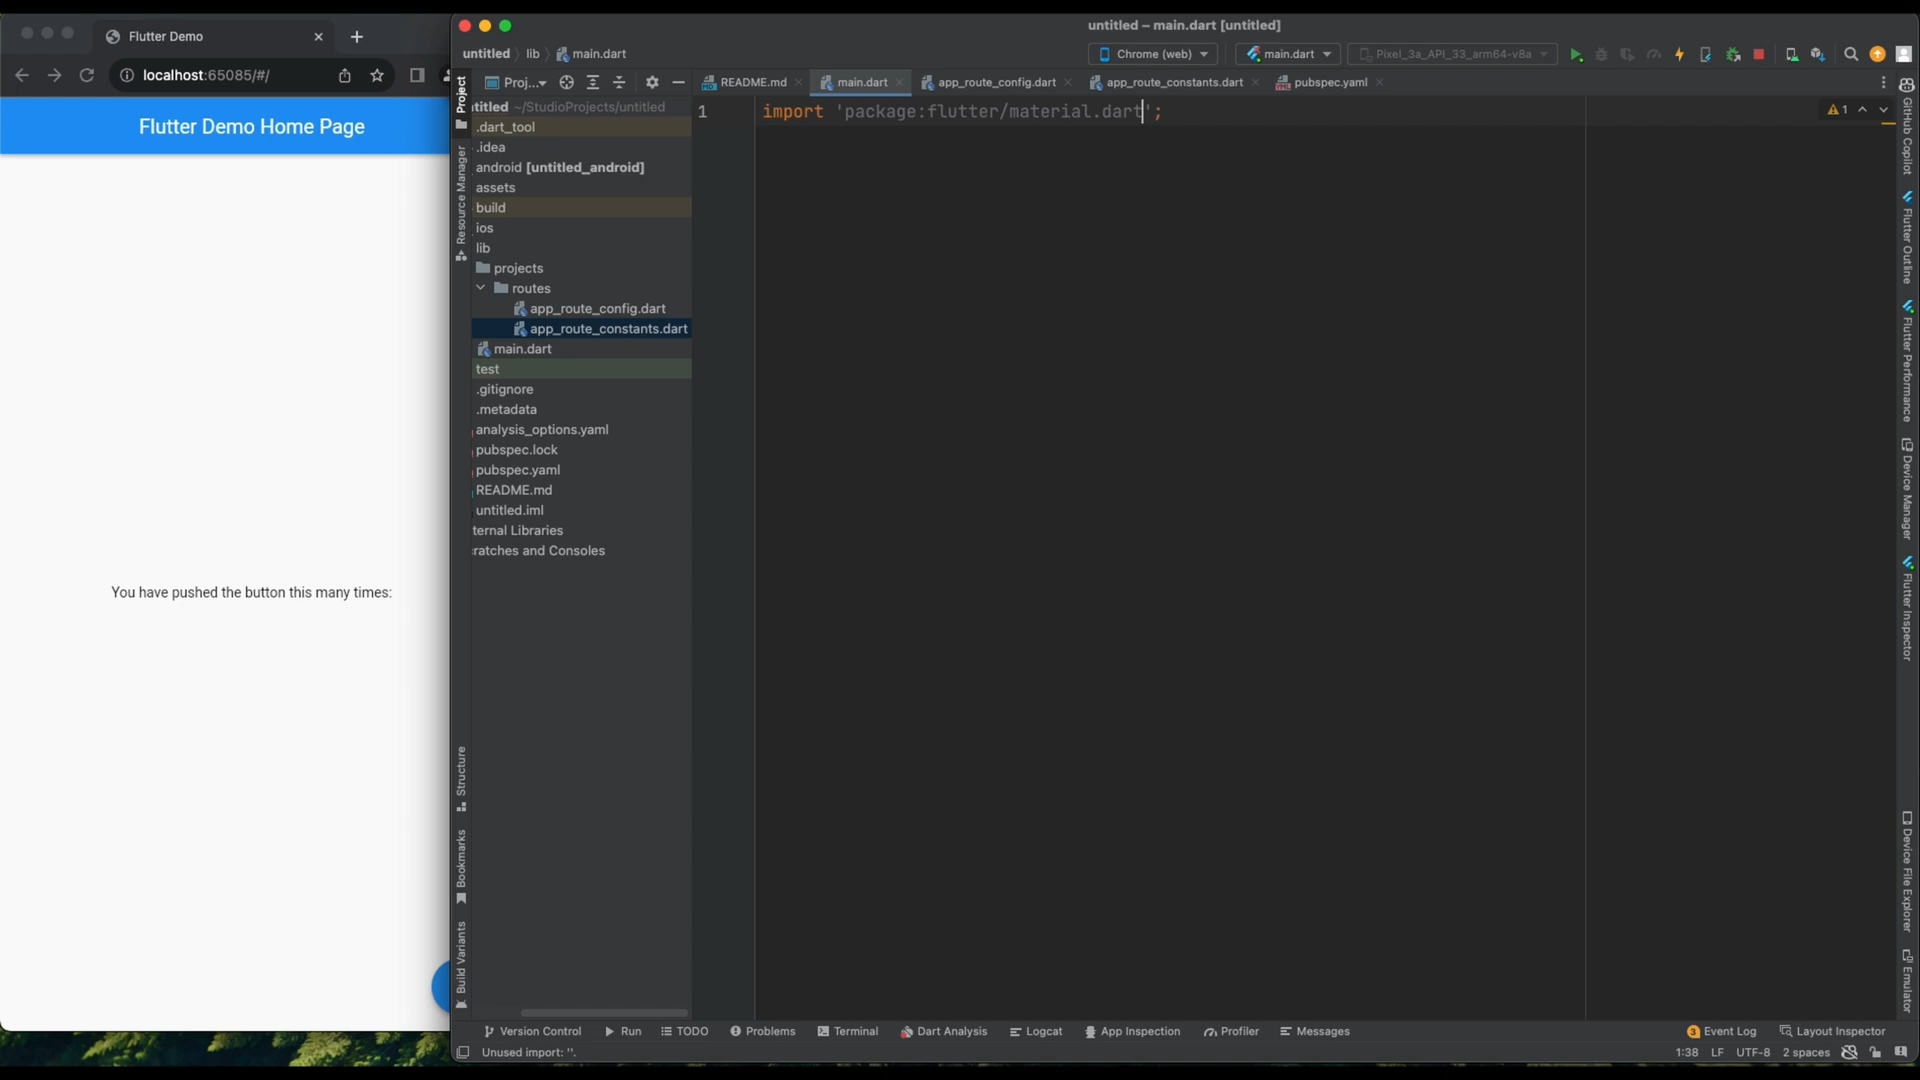 Flutter Demo
localhost:65085/#/
Flutter Demo Home Page
You have pushed the button this many times:
untitled – main.dart [untitled]
untitled lib main.dart
Chrome (web) main.dart Pixel_3a_API_33_arm64-v8a
Proj...
README.md main.dart app_route_config.dart app_route_constants.dart pubspec.yaml
1 import 'package:flutter/material.dart';
1
titled ~/StudioProjects/untitled
.dart_tool
.idea
android [untitled_android]
assets
build
ios
lib
projects
routes
app_route_config.dart
app_route_constants.dart
main.dart
test
.gitignore
.metadata
analysis_options.yaml
pubspec.lock
pubspec.yaml
README.md
untitled.iml
ternal Libraries
ratches and Consoles
Project
Resource Manager
Structure
Bookmarks
Build Variants
GitHub Copilot
Flutter Outline
Flutter Performance
Device Manager
Flutter Inspector
Device File Explorer
Emulator
Version Control Run TODO Problems Terminal Dart Analysis Logcat App Inspection Profiler Messages
3 Event Log Layout Inspector
Unused import: ''.
1:38 LF UTF-8 2 spaces